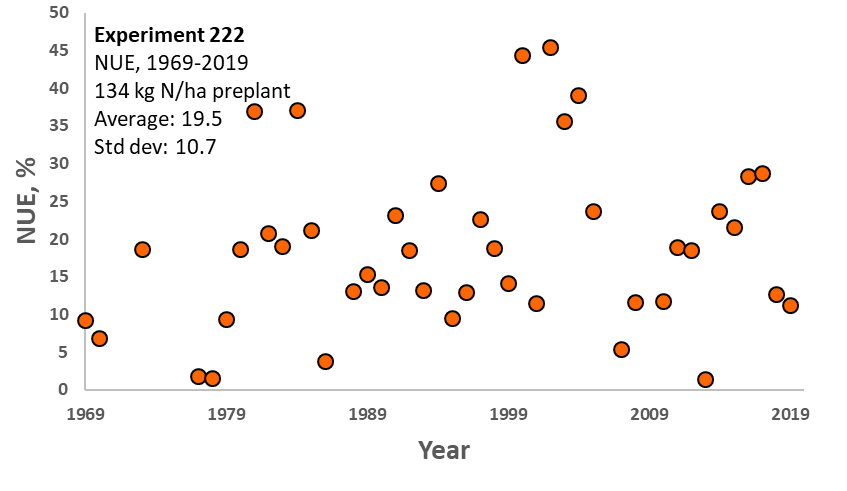 50
45
40
35
30
25
20
15
10
5
0
Experiment 222
NUE, 1969-2019
134 kg N/ha preplant
Average: 19.5
Std dev: 10.7
NUE, %
1969
1979
1989
1999
2009
2019
Year